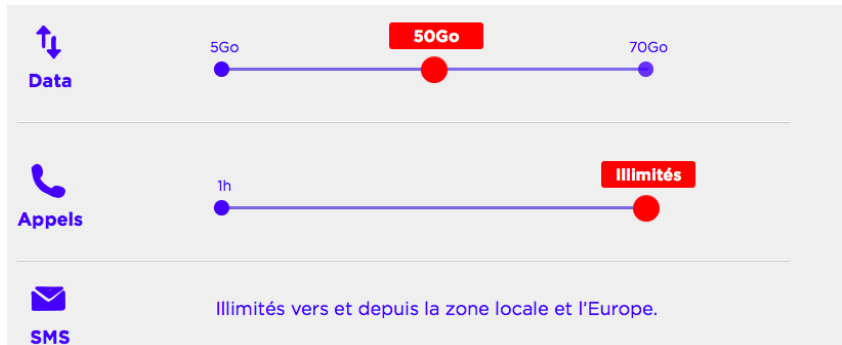 5Go
50Go
70Go
Data
1h
Illimités
Appels
Illimités vers et depuis la zone locale et l’Europe.
SMS